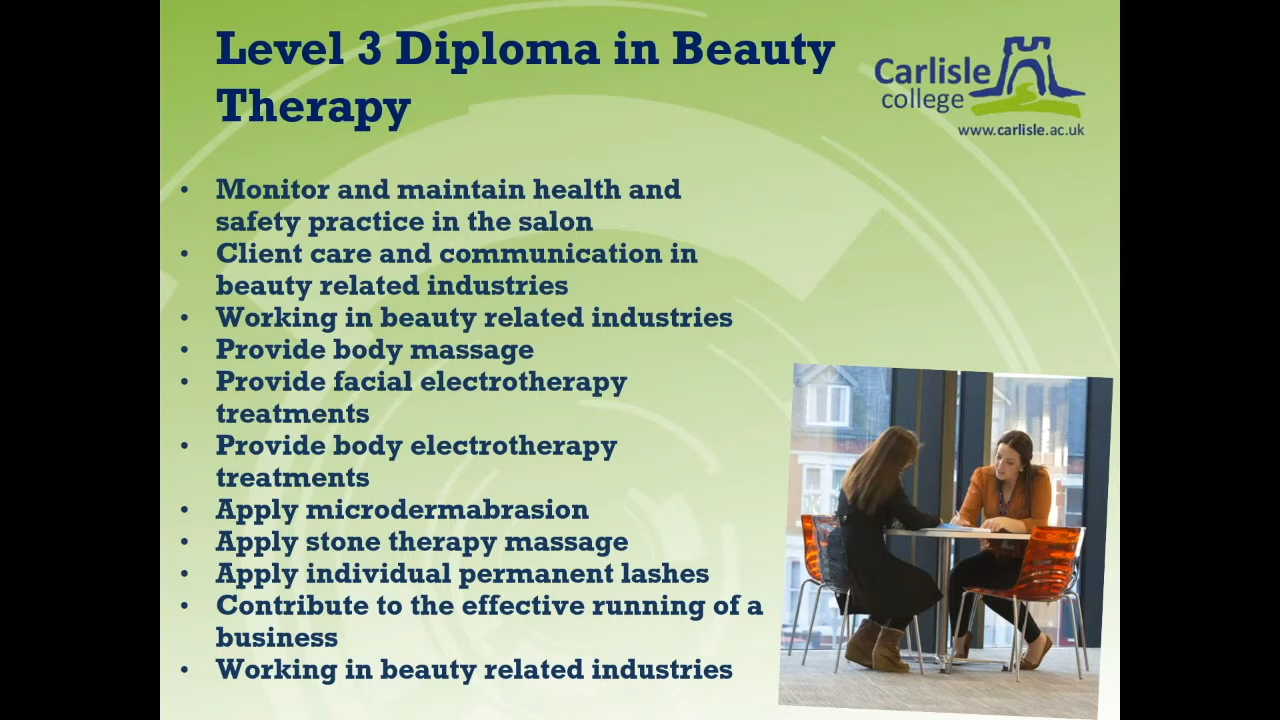 Level 3 Diploma in Beauty
Therapy
Carlisle
college
www.carlisle.ac.uk
• Monitor and maintain health and
safety practice in the salon
• Client care and communication in
beauty related industries
• Working in beauty related industries
• Provide body massage
• Provide facial electrotherapy
treatments
• Provide body electrotherapy
treatments
• Apply microdermabrasion
• Apply stone therapy massage
• Apply individual permanent lashes
• Contribute to the effective running of a
business
• Working in beauty related industries